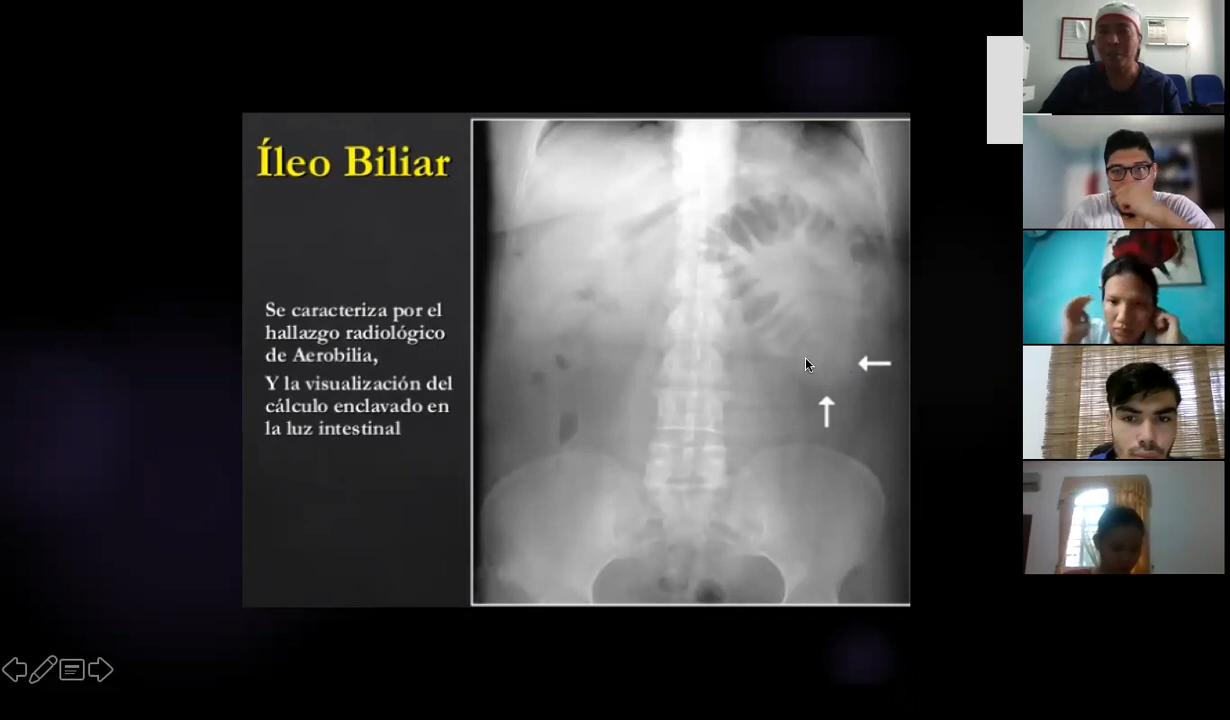 Íleo Biliar
Se caracteriza por el
hallazgo radiológico
de Aerobilia,
Y la visualización del
cálculo enclavado en
la luz intestinal